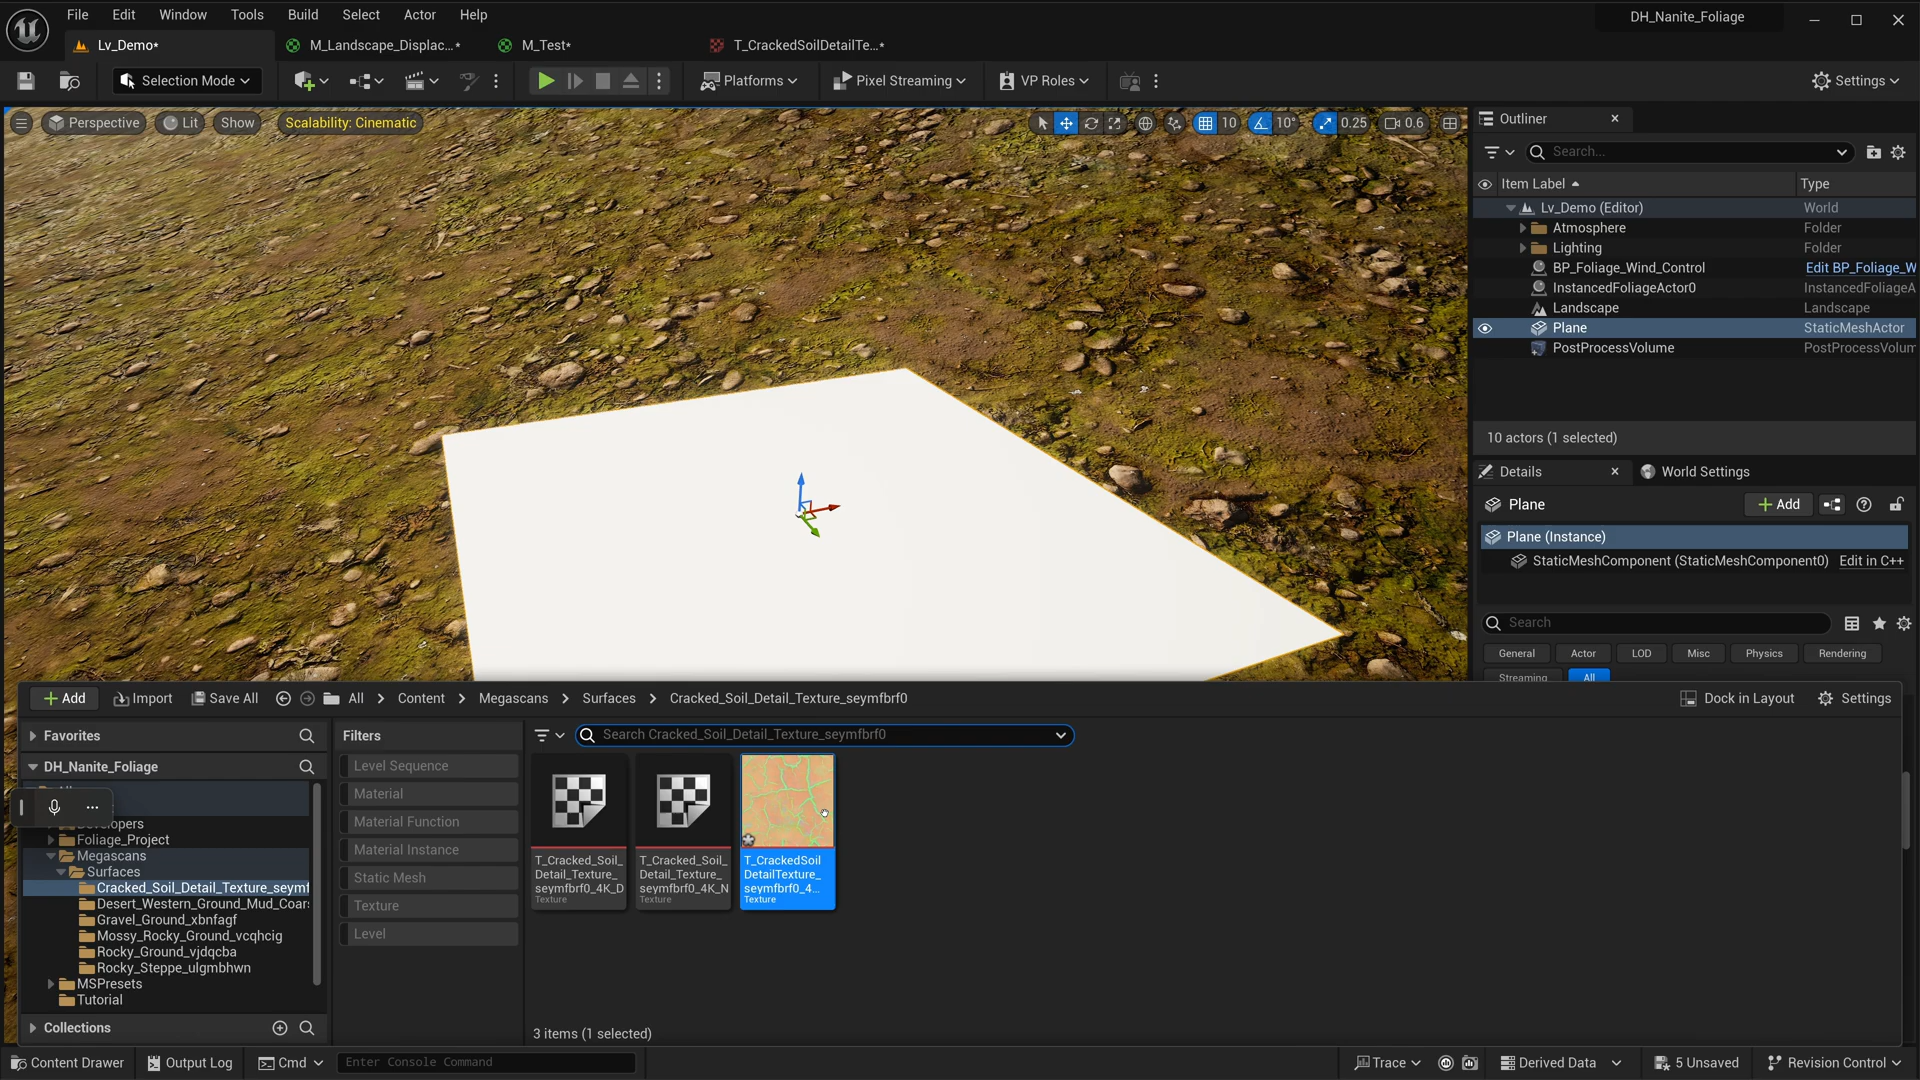 File Edit Window Tools Build Select Actor Help
DH_Nanite_Foliage
Lv_Demo*
M_Landscape_Displac...*
M_Test*
T_CrackedSoilDetailTe...*
Selection Mode
Platforms
Pixel Streaming
VP Roles
Settings
Perspective
Lit
Show
Scalability: Cinematic
10
10°
0.25
0.6
Outliner
Search...
Item Label
Type
Lv_Demo (Editor)
World
Atmosphere
Folder
Lighting
Folder
BP_Foliage_Wind_Control
Edit BP_Foliage_W
InstancedFoliageActor0
InstancedFoliageA
Landscape
Landscape
Plane
StaticMeshActor
PostProcessVolume
PostProcessVolum
10 actors (1 selected)
Details
World Settings
Plane
Add
Plane (Instance)
StaticMeshComponent (StaticMeshComponent0)
Edit in C++
Search
General Actor LOD Misc Physics Rendering
Streaming All
Add
Import
Save All
All > Content > Megascans > Surfaces > Cracked_Soil_Detail_Texture_seymfbrf0
Dock in Layout
Settings
Favorites
DH_Nanite_Foliage
Developers
Foliage_Project
Megascans
Surfaces
Cracked_Soil_Detail_Texture_seymf
Desert_Western_Ground_Mud_Coar
Gravel_Ground_xbnfagf
Mossy_Rocky_Ground_vcqhcig
Rocky_Ground_vjdqcba
Rocky_Steppe_ulgmbhwn
MSPresets
Tutorial
Collections
Filters
Level Sequence
Material
Material Function
Material Instance
Static Mesh
Texture
Level
Search Cracked_Soil_Detail_Texture_seymfbrf0
T_Cracked_Soil_
Detail_Texture_
seymfbrf0_4K_D
Texture
T_Cracked_Soil_
Detail_Texture_
seymfbrf0_4K_N
Texture
T_CrackedSoil
DetailTexture_
seymfbrf0_4...
Texture
3 items (1 selected)
Content Drawer
Output Log
Cmd
Enter Console Command
Trace
Derived Data
5 Unsaved
Revision Control